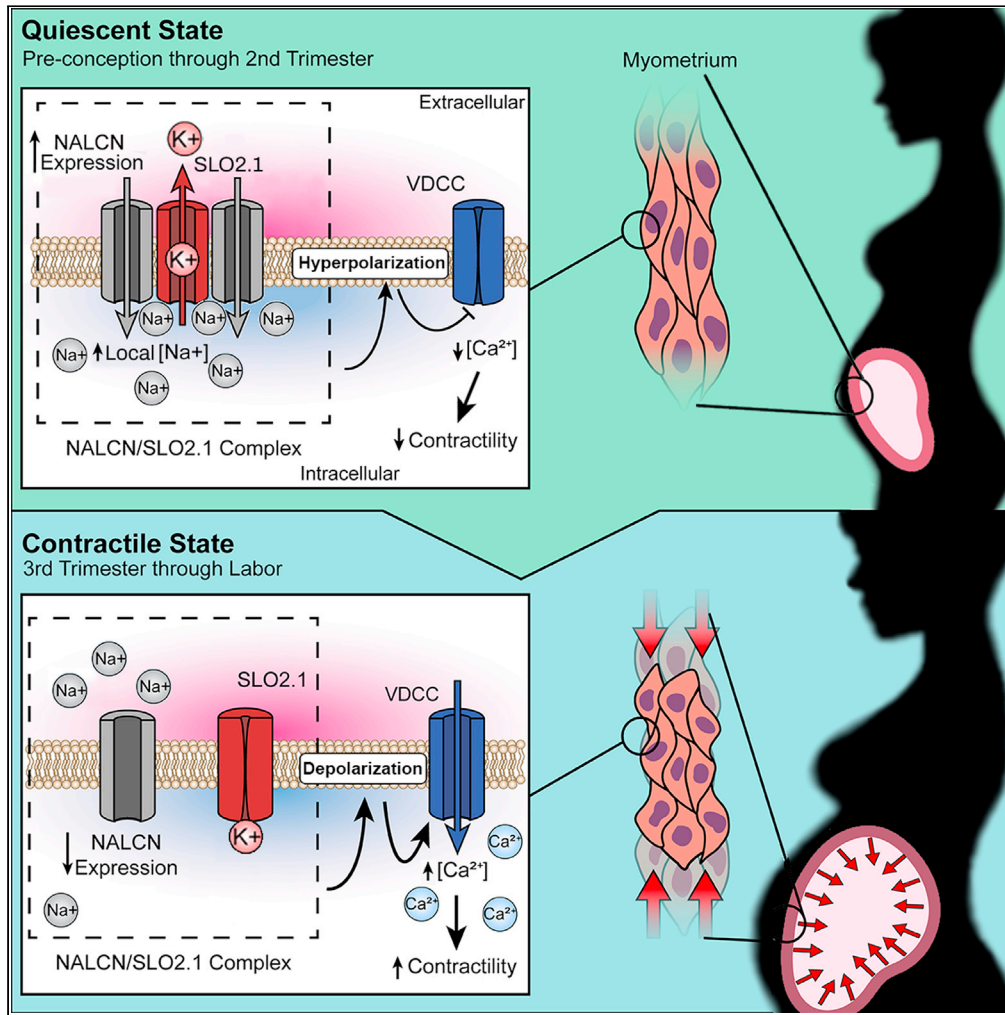 Quiescent State
Pre-conception through 2nd Trimester
Myometrium
Extracellular
↑ NALCN
Expression
K+
SLO2.1
VDCC
K+
Hyperpolarization
Na+
Na+
Na+
Na+
↑Local [Na+]
Na+
Na+
↓ [Ca²⁺]
↓ Contractility
NALCN/SLO2.1 Complex
Intracellular
Contractile State
3rd Trimester through Labor
Na+
Na+
Na+
SLO2.1
VDCC
Depolarization
K+
↓ NALCN
Expression
Ca²⁺
↑ [Ca²⁺]
Na+
Ca²⁺
Ca²⁺
NALCN/SLO2.1 Complex
↑ Contractility